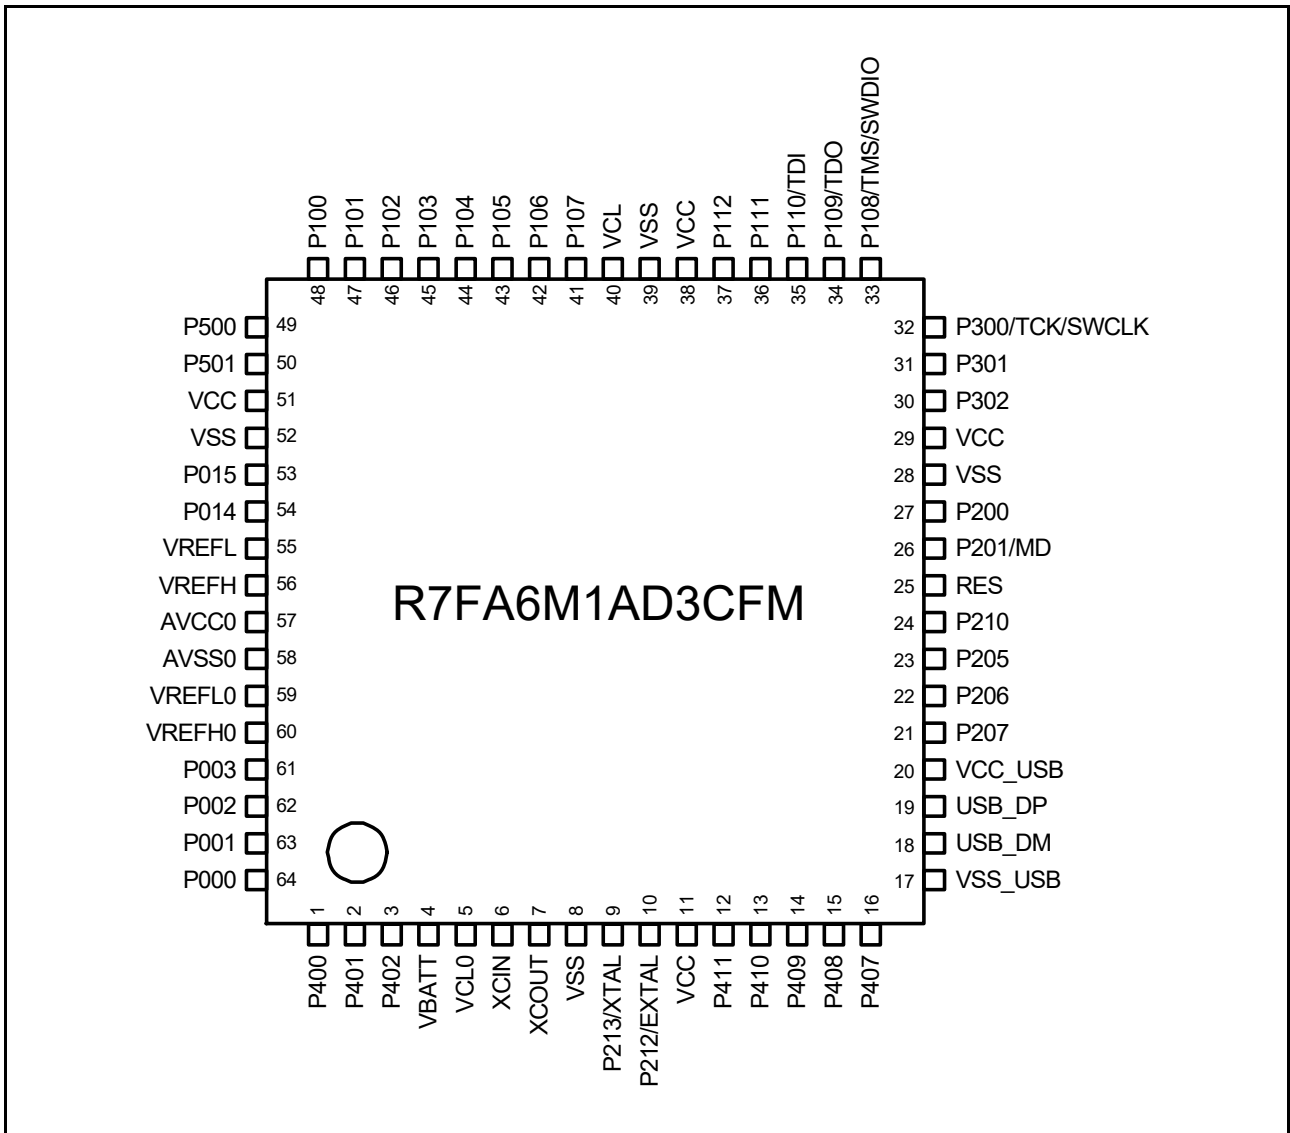 P100
P101
P102
P103
P104
P105
P106
P107
VCL
VSS
VCC
P112
P111
P110/TDI
P109/TDO
P108/TMS/SWDIO
48
47
46
45
44
43
42
41
40
39
38
37
36
35
34
33
P500 49
P501 50
VCC 51
VSS 52
P015 53
P014 54
VREFL 55
VREFH 56
AVCC0 57
AVSS0 58
VREFL0 59
VREFH0 60
P003 61
P002 62
P001 63
P000 64
R7FA6M1AD3CFM
32 P300/TCK/SWCLK
31 P301
30 P302
29 VCC
28 VSS
27 P200
26 P201/MD
25 RES
24 P210
23 P205
22 P206
21 P207
20 VCC_USB
19 USB_DP
18 USB_DM
17 VSS_USB
1
2
3
4
5
6
7
8
9
10
11
12
13
14
15
16
P400
P401
P402
VBATT
VCL0
XCIN
XCOUT
VSS
P213/XTAL
P212/EXTAL
VCC
P411
P410
P409
P408
P407